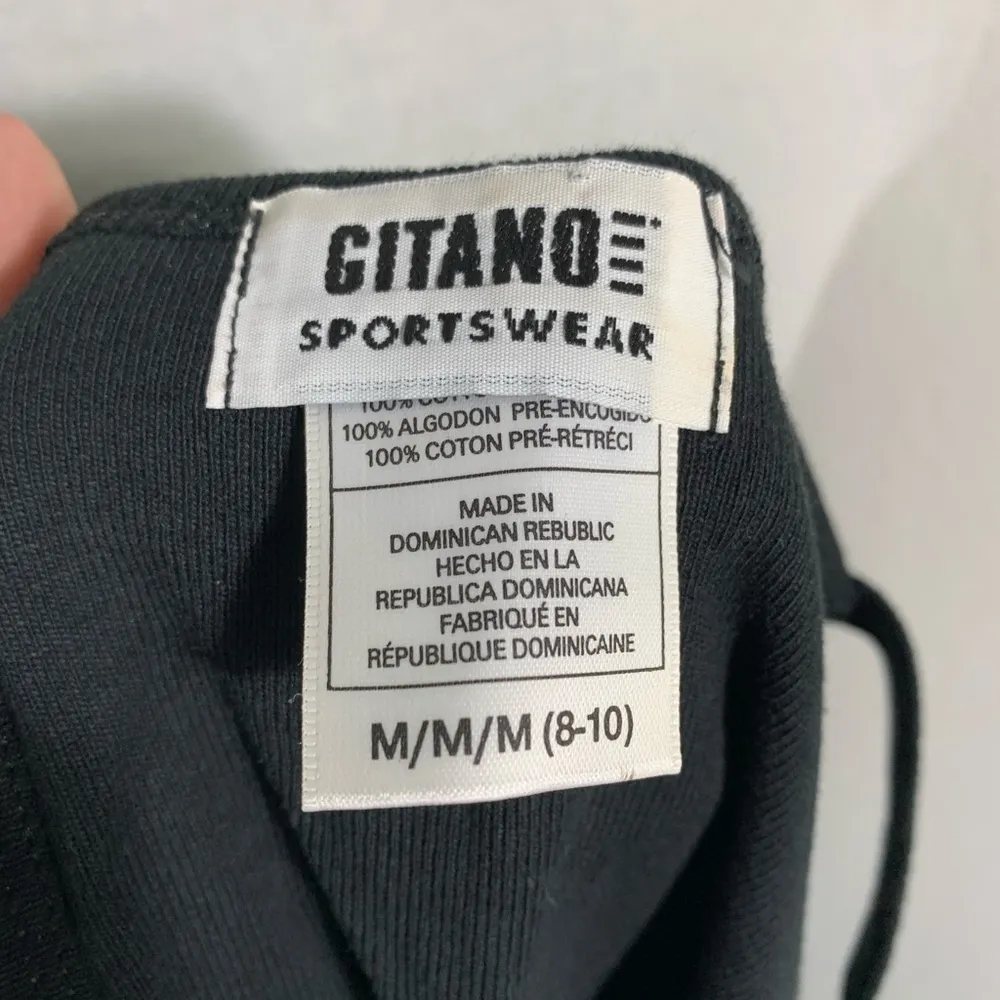 GITANO
SPORTSWEAR
100%
100% ALGODON PRE-ENCOGIDO
100% COTON PRÉ-RÉTRÉCI
MADE IN
DOMINICAN REBUBLIC
HECHO EN LA
REPUBLICA DOMINICANA
FABRIQUÉ EN
RÉPUBLIQUE DOMINICAINE
M/M/M (8-10)